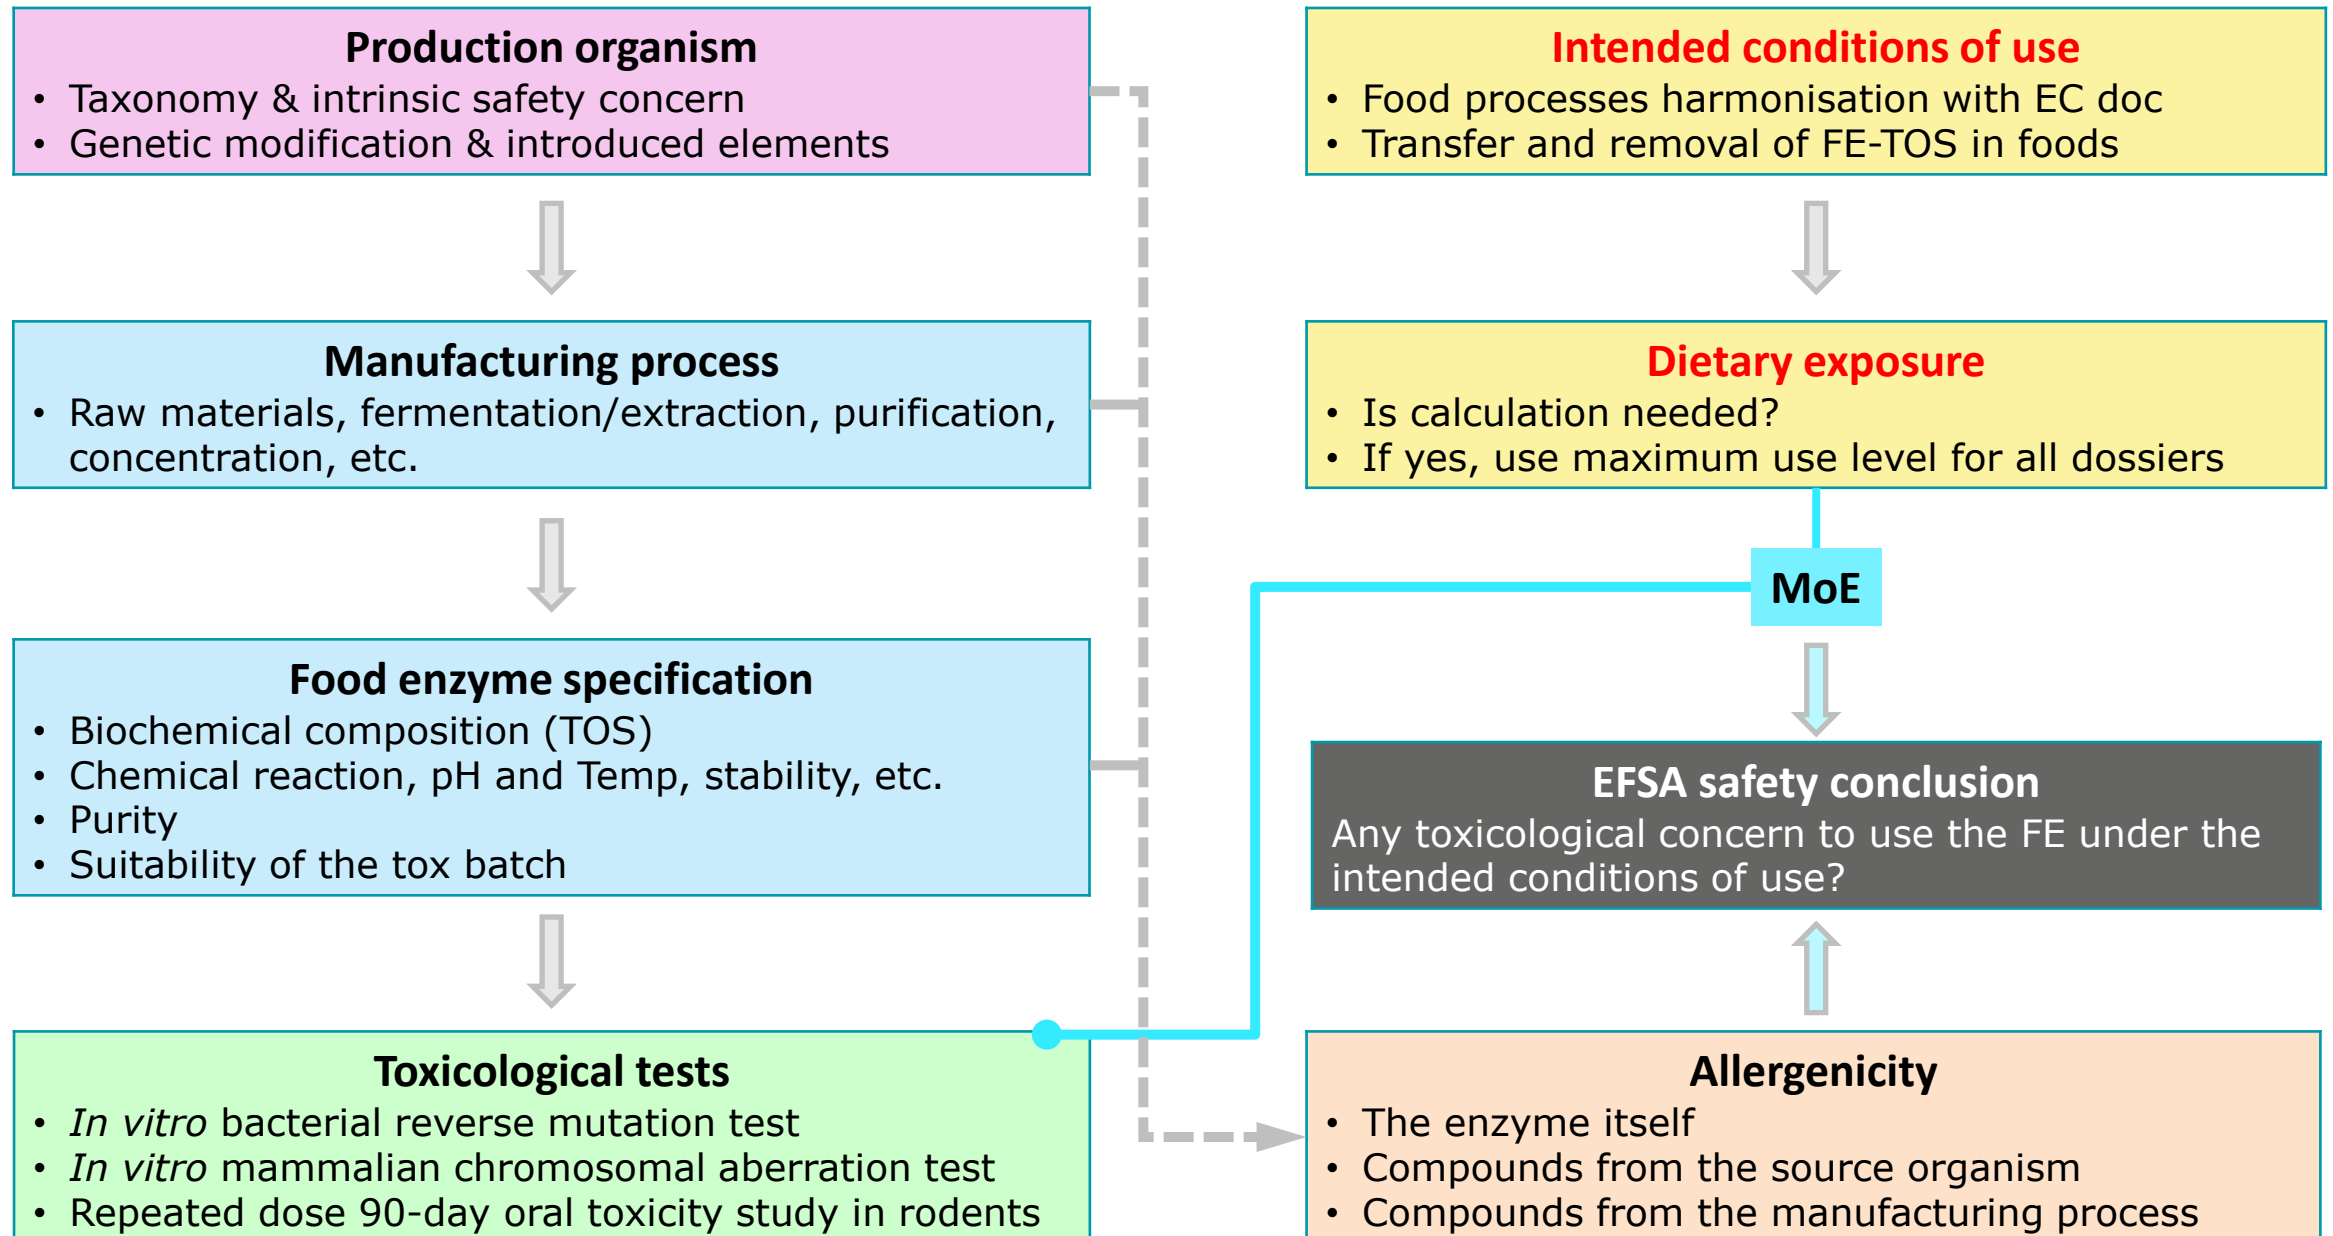 Production organism
• Taxonomy & intrinsic safety concern
• Genetic modification & introduced elements
Manufacturing process
• Raw materials, fermentation/extraction, purification,
concentration, etc.
Food enzyme specification
• Biochemical composition (TOS)
• Chemical reaction, pH and Temp, stability, etc.
• Purity
• Suitability of the tox batch
Toxicological tests
• In vitro bacterial reverse mutation test
• In vitro mammalian chromosomal aberration test
• Repeated dose 90-day oral toxicity study in rodents
Intended conditions of use
• Food processes harmonisation with EC doc
• Transfer and removal of FE-TOS in foods
Dietary exposure
• Is calculation needed?
• If yes, use maximum use level for all dossiers
MoE
EFSA safety conclusion
Any toxicological concern to use the FE under the
intended conditions of use?
Allergenicity
• The enzyme itself
• Compounds from the source organism
• Compounds from the manufacturing process